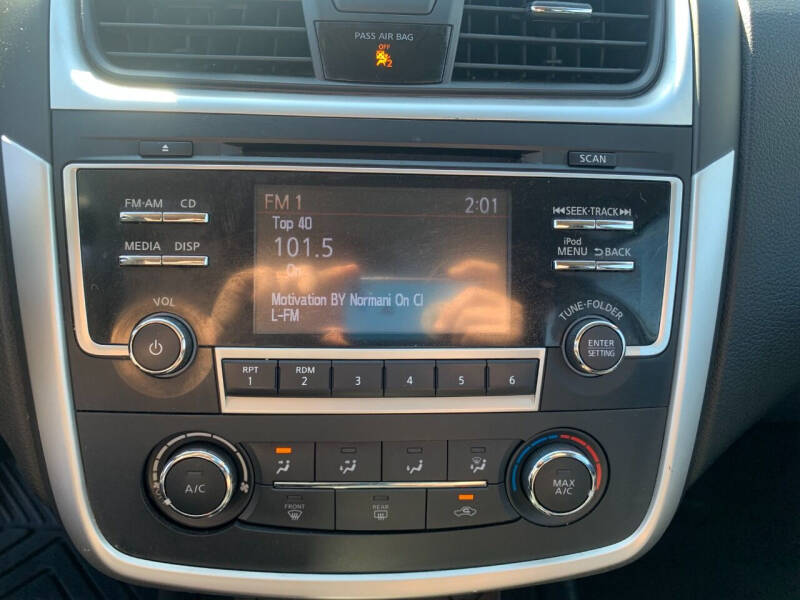 PASS AIR BAG
OFF
2
SCAN
FM·AM CD
MEDIA DISP
VOL
FM 1 2:01
Top 40
101.5
On
Motivation BY Normani On CI
L-FM
SEEK·TRACK
iPod
MENU BACK
TUNE·FOLDER
ENTER
SETTING
RPT
1
RDM
2
3
4
5
6
A/C
FRONT
REAR
MAX
A/C